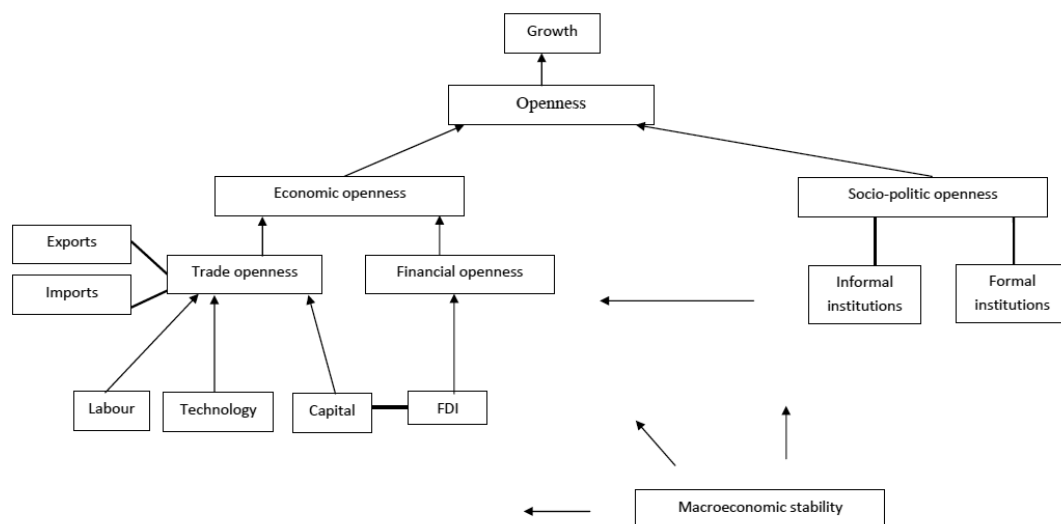 Growth
Openness
Economic openness
Socio-politic openness
Exports
Trade openness
Financial openness
Imports
Informal
institutions
Formal
institutions
Labour
Technology
Capital
FDI
Macroeconomic stability